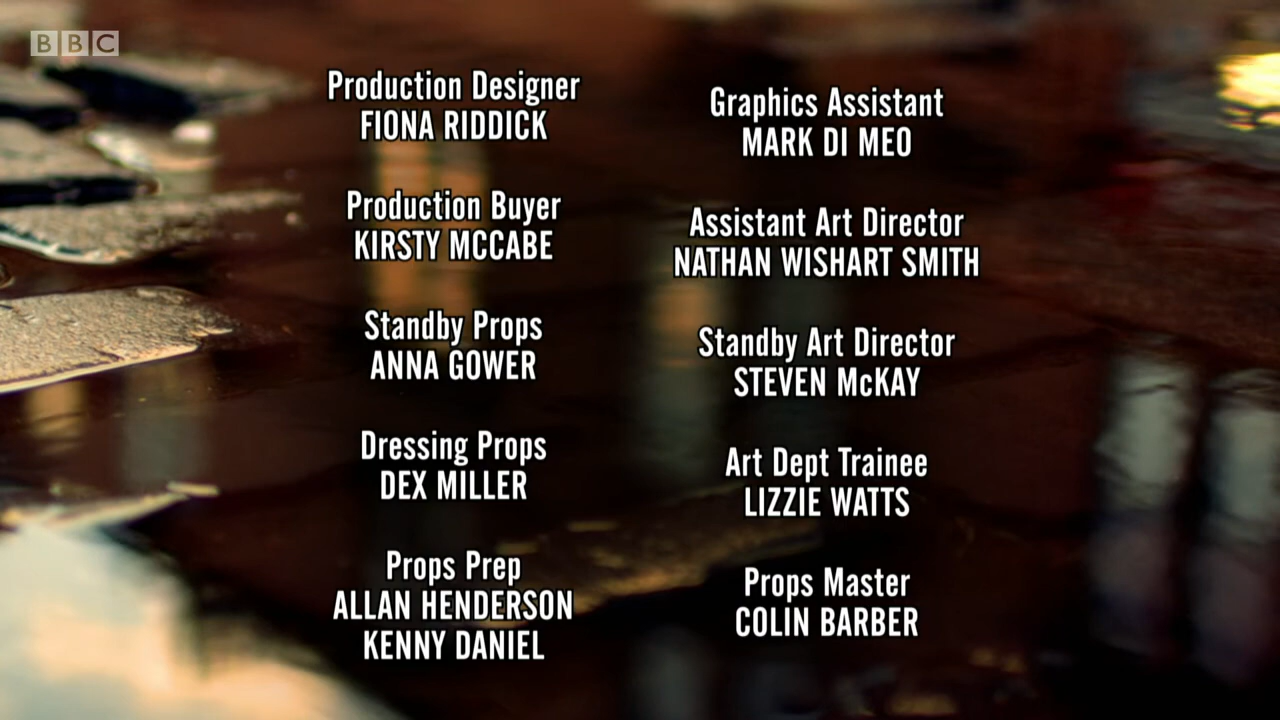 BBC
Production Designer
FIONA RIDDICK
Production Buyer
KIRSTY MCCABE
Standby Props
ANNA GOWER
Dressing Props
DEX MILLER
Props Prep
ALLAN HENDERSON
KENNY DANIEL
Graphics Assistant
MARK DI MEO
Assistant Art Director
NATHAN WISHART SMITH
Standby Art Director
STEVEN McKAY
Art Dept Trainee
LIZZIE WATTS
Props Master
COLIN BARBER